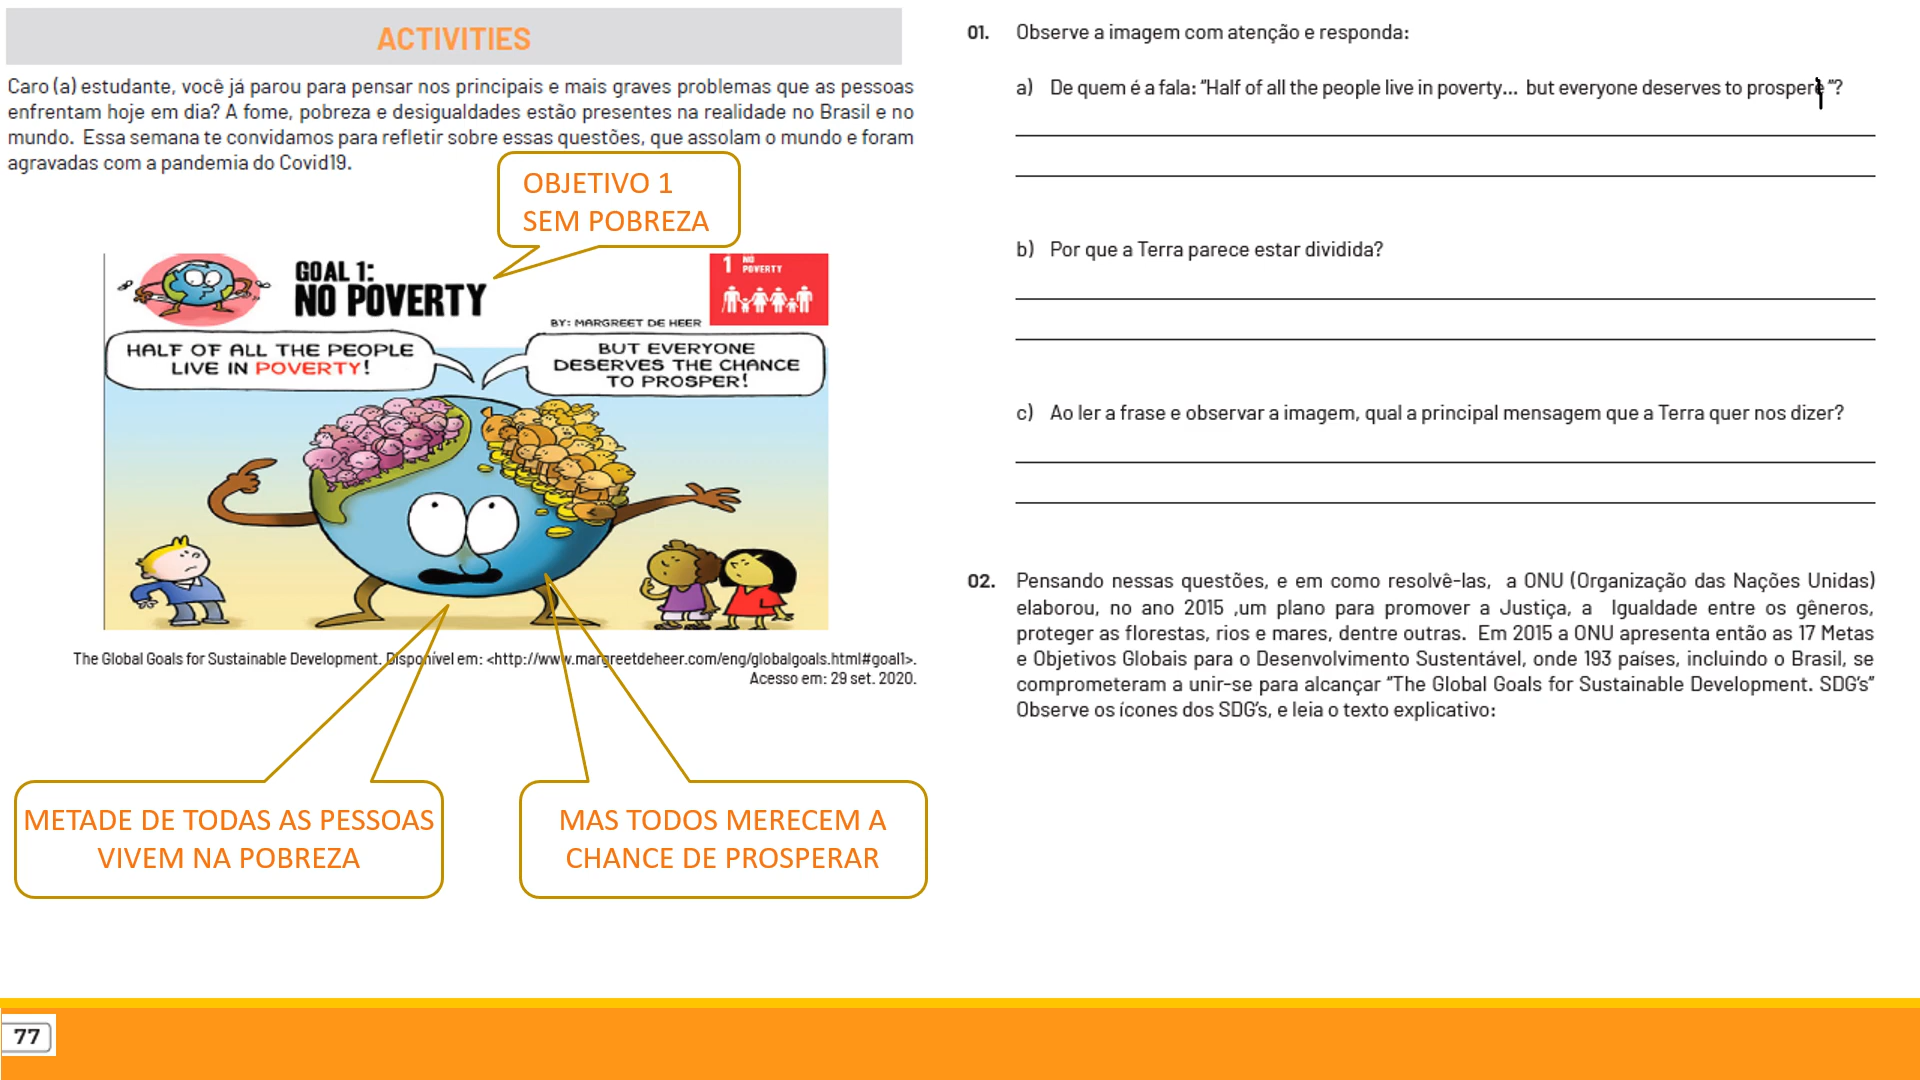 ACTIVITIES
Caro (a) estudante, você já parou para pensar nos principais e mais graves problemas que as pessoas
enfrentam hoje em dia? A fome, pobreza e desigualdades estão presentes na realidade no Brasil e no
mundo. Essa semana te convidamos para refletir sobre essas questões, que assolam o mundo e foram
agravadas com a pandemia do Covid19.
OBJETIVO 1
SEM POBREZA
GOAL 1:
NO POVERTY
BY: MARGREET DE HEER
1 NO
POVERTY
HALF OF ALL THE PEOPLE
LIVE IN POVERTY!
BUT EVERYONE
DESERVES THE CHANCE
TO PROSPER!
The Global Goals for Sustainable Development. Disponível em: <http://www.margreetdeheer.com/eng/globalgoals.html#goal1>.
Acesso em: 29 set. 2020.
METADE DE TODAS AS PESSOAS
VIVEM NA POBREZA
MAS TODOS MERECEM A
CHANCE DE PROSPERAR
01. Observe a imagem com atenção e responda:
a) De quem é a fala: “Half of all the people live in poverty... but everyone deserves to prospere ”?
b) Por que a Terra parece estar dividida?
c) Ao ler a frase e observar a imagem, qual a principal mensagem que a Terra quer nos dizer?
02. Pensando nessas questões, e em como resolvê-las, a ONU (Organização das Nações Unidas)
elaborou, no ano 2015 ,um plano para promover a Justiça, a Igualdade entre os gêneros,
proteger as florestas, rios e mares, dentre outras. Em 2015 a ONU apresenta então as 17 Metas
e Objetivos Globais para o Desenvolvimento Sustentável, onde 193 países, incluindo o Brasil, se
comprometeram a unir-se para alcançar “The Global Goals for Sustainable Development. SDG’s”
Observe os ícones dos SDG’s, e leia o texto explicativo:
77